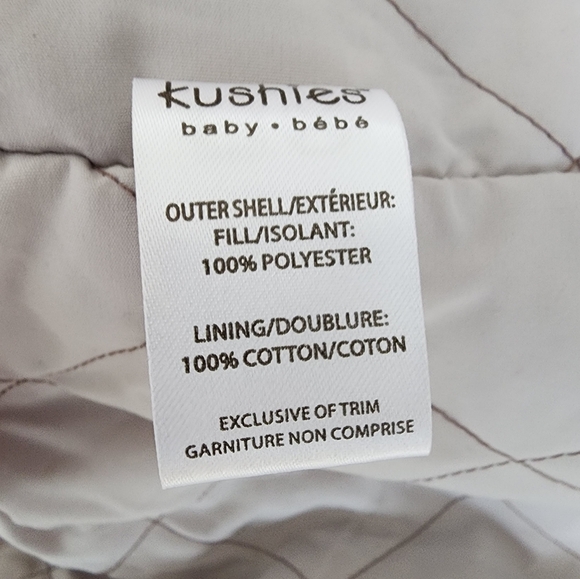 kushies
baby • bébé
OUTER SHELL/EXTÉRIEUR:
FILL/ISOLANT:
100% POLYESTER
LINING/DOUBLURE:
100% COTTON/COTON
EXCLUSIVE OF TRIM
GARNITURE NON COMPRISE